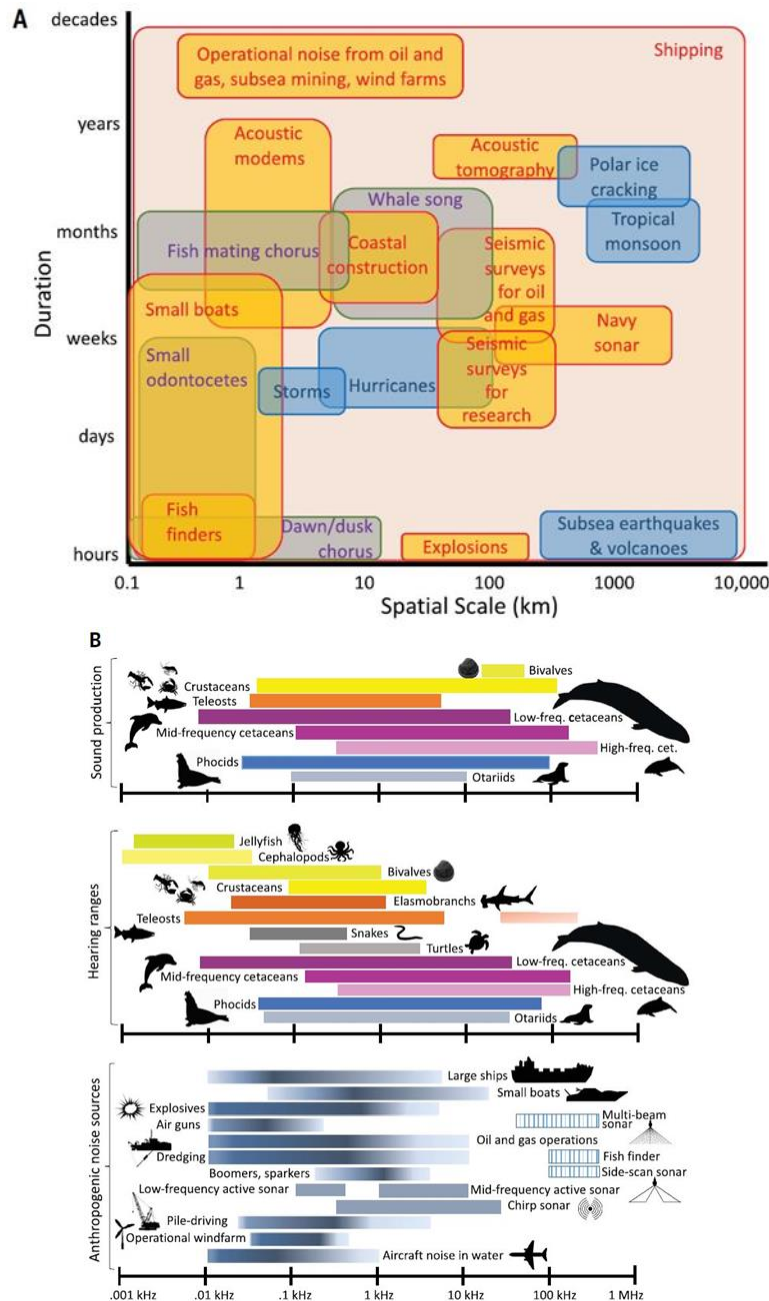 A
decades
years
months
weeks
days
hours
Duration
Operational noise from oil and
gas, subsea mining, wind farms
Shipping
Acoustic
modems
Acoustic
tomography
Polar ice
cracking
Whale song
Tropical
monsoon
Fish mating chorus
Coastal
construction
Seismic
surveys
for oil
and gas
Small boats
Navy
sonar
Small
odontocetes
Seismic
surveys
for
research
Storms
Hurricanes
Fish
finders
Dawn/dusk
chorus
Explosions
Subsea earthquakes
& volcanoes
0.1
1
10
100
1000
10,000
Spatial Scale (km)
B
Sound production
Bivalves
Crustaceans
Teleosts
Low-freq. cetaceans
Mid-frequency cetaceans
High-freq. cet.
Phocids
Otariids
Hearing ranges
Jellyfish
Cephalopods
Bivalves
Crustaceans
Elasmobranchs
Teleosts
Snakes
Turtles
Low-freq. cetaceans
Mid-frequency cetaceans
High-freq. cetaceans
Phocids
Otariids
Anthropogenic noise sources
Large ships
Small boats
Explosives
Multi-beam
sonar
Air guns
Oil and gas operations
Dredging
Fish finder
Side-scan sonar
Boomers, sparkers
Low-frequency active sonar
Mid-frequency active sonar
Chirp sonar
Pile-driving
Operational windfarm
Aircraft noise in water
.001 kHz
.01 kHz
.1 kHz
1 kHz
10 kHz
100 kHz
1 MHz